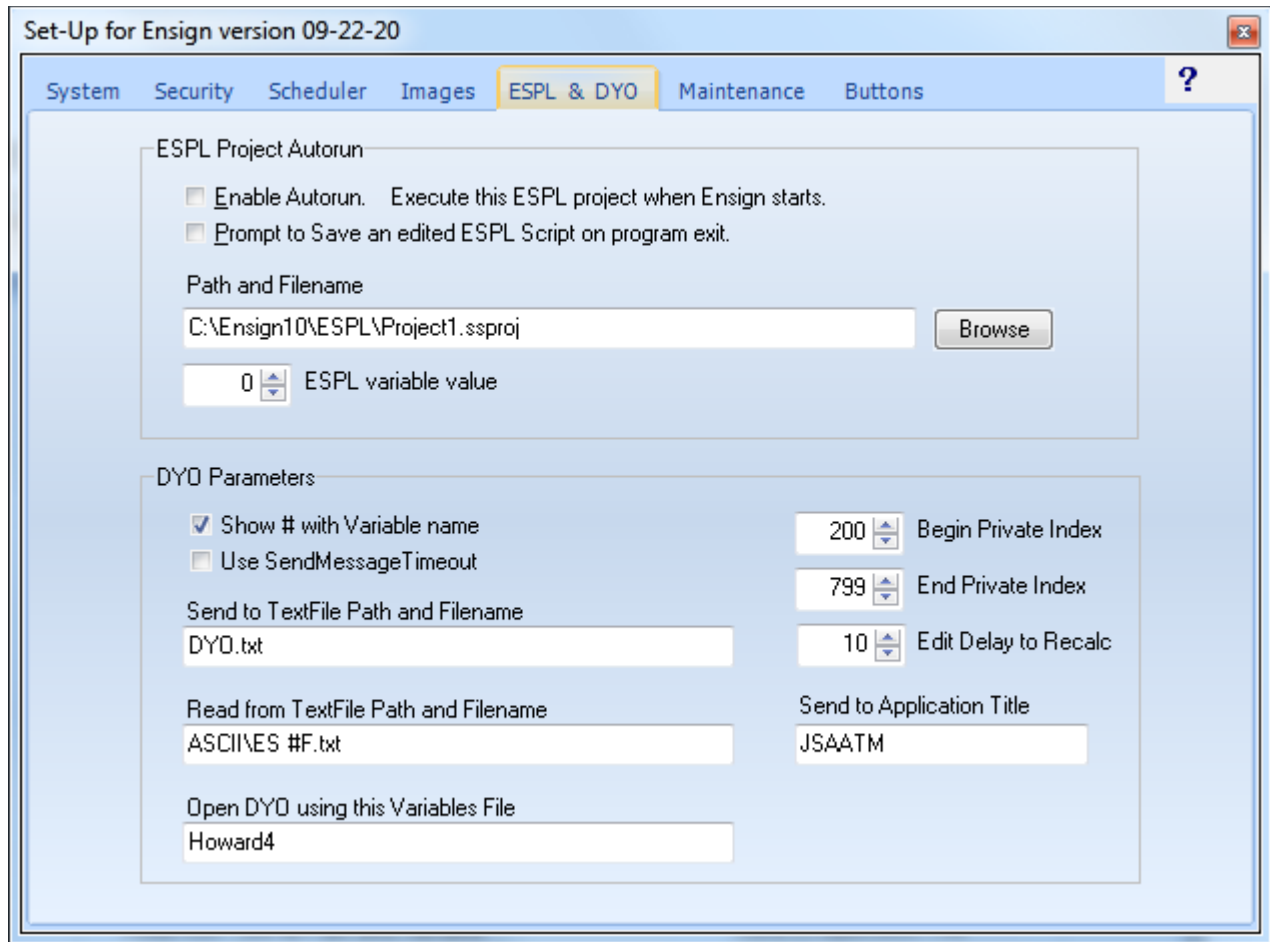 Set-Up for Ensign version 09-22-20
System Security Scheduler Images ESPL & DYO Maintenance Buttons ?
ESPL Project Autorun
Enable Autorun. Execute this ESPL project when Ensign starts.
Prompt to Save an edited ESPL Script on program exit.
Path and Filename
C:\Ensign10\ESPL\Project1.ssproj Browse
0 ESPL variable value
DYO Parameters
Show # with Variable name
Use SendMessageTimeout
200 Begin Private Index
799 End Private Index
10 Edit Delay to Recalc
Send to TextFile Path and Filename
DYO.txt
Read from TextFile Path and Filename
ASCII\ES #F.txt
Send to Application Title
JSAATM
Open DYO using this Variables File
Howard4